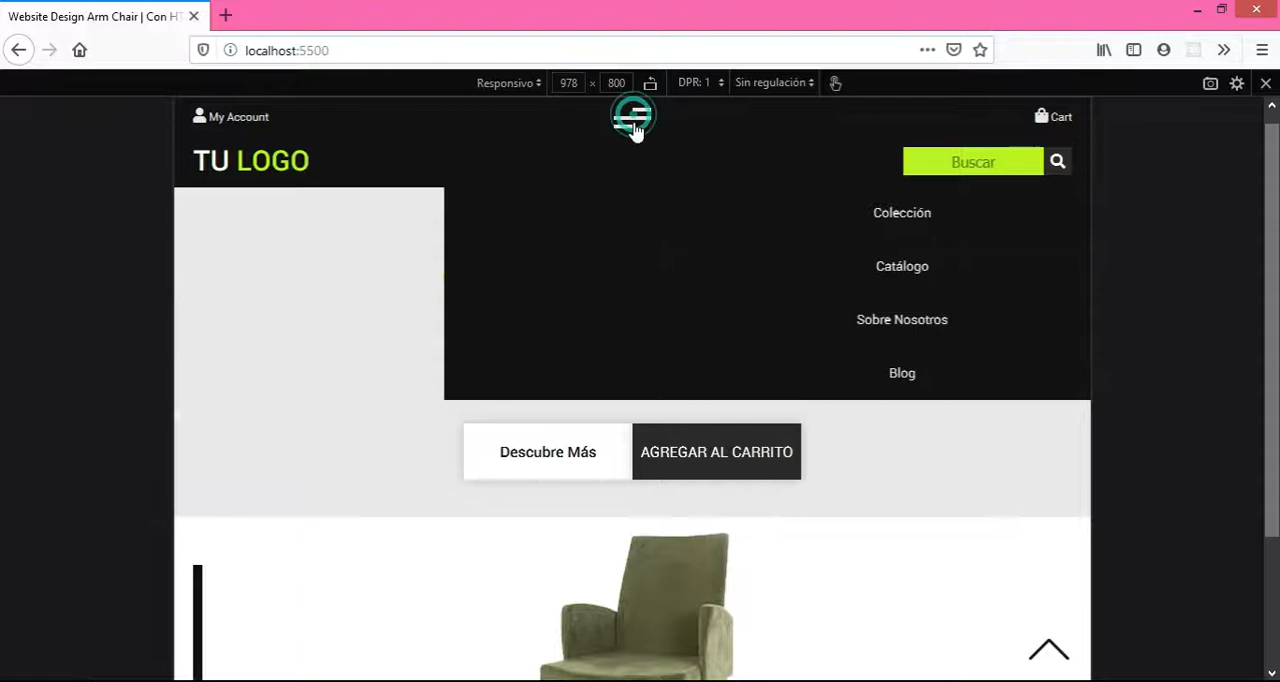 Website Design Arm Chair | Con HT
localhost:5500
Responsivo
978 × 800
DPR: 1
Sin regulación
My Account
Cart
TU LOGO
Buscar
Colección
Catálogo
Sobre Nosotros
Blog
Descubre Más
AGREGAR AL CARRITO